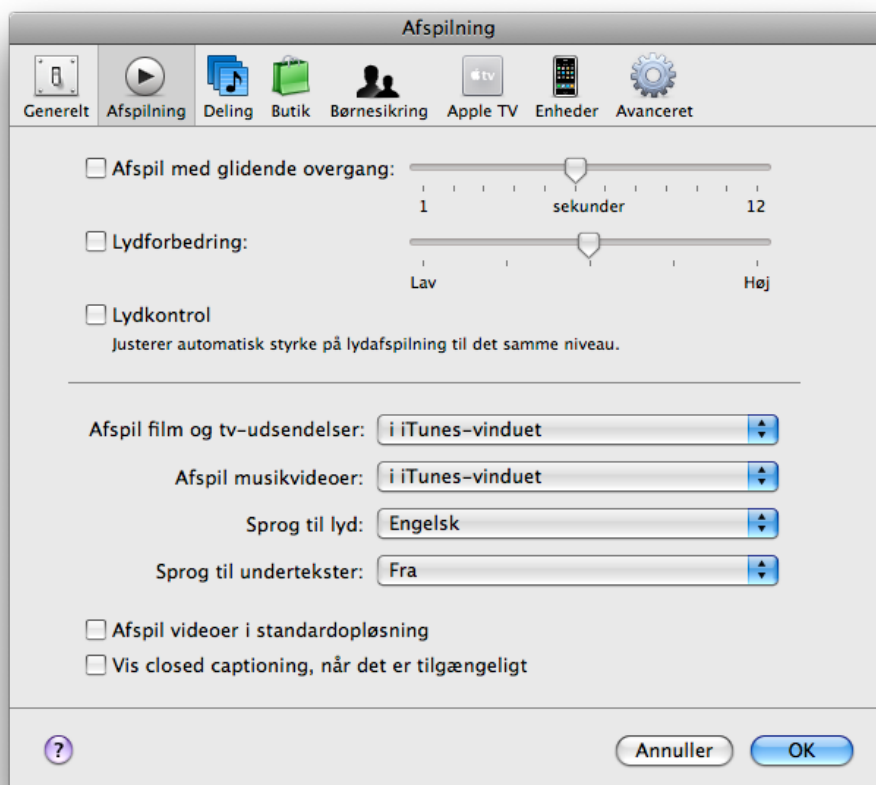 Afspilning
Generelt Afspilning Deling Butik Børnesikring Apple TV Enheder Avanceret
tv
Afspil med glidende overgang:
1 sekunder 12
Lydforbedring:
Lav Høj
Lydkontrol
Justerer automatisk styrke på lydafspilning til det samme niveau.
Afspil film og tv-udsendelser: i iTunes-vinduet
Afspil musikvideoer: i iTunes-vinduet
Sprog til lyd: Engelsk
Sprog til undertekster: Fra
Afspil videoer i standardopløsning
Vis closed captioning, når det er tilgængeligt
? Annuller OK